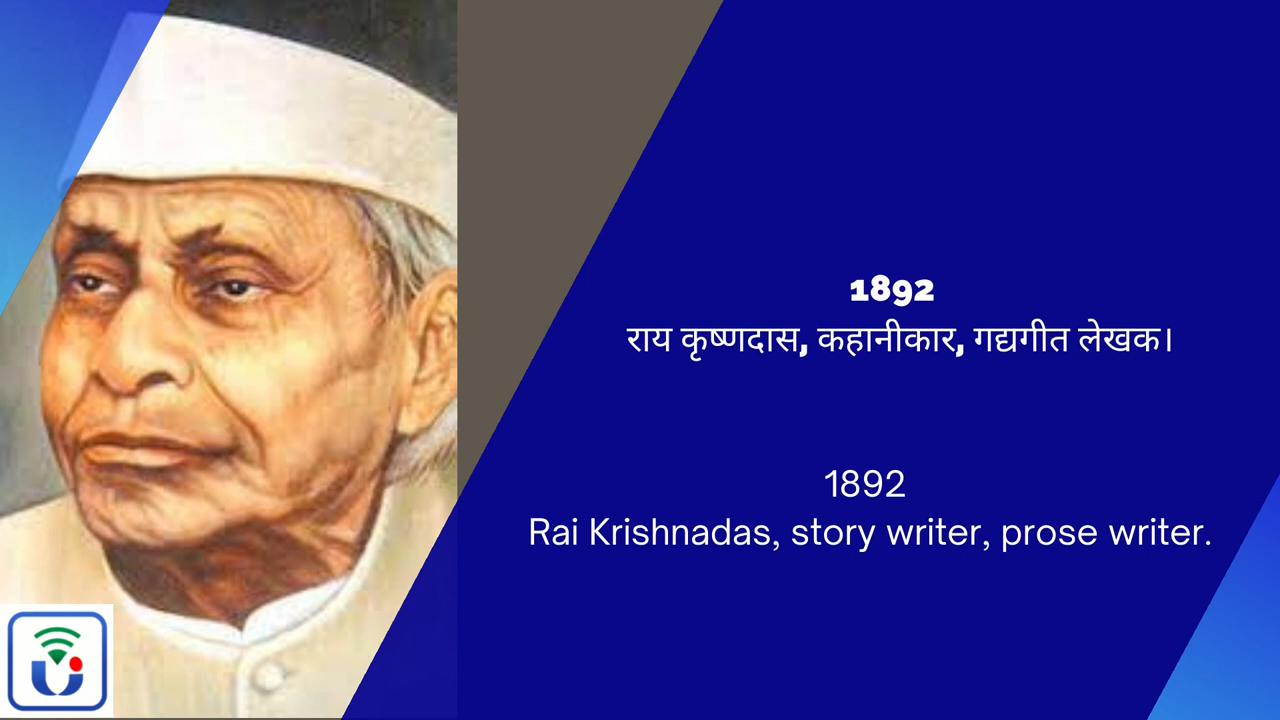 1892
राय कृष्णदास, कहानीकार, गद्यगीत लेखक।
1892
Rai Krishnadas, story writer, prose writer.